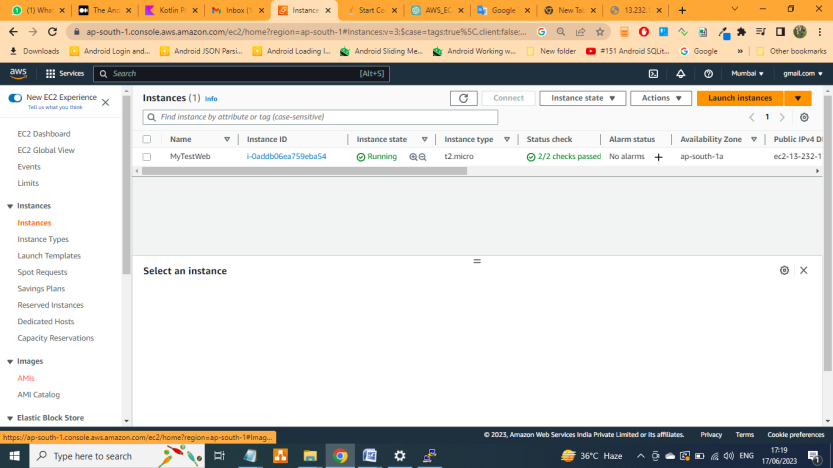 (1) What
The And
Kotlin P
Inbox (1
Instance
Start Co
AWS_EC
Google
New Tab
13.232.
ap-south-1.console.aws.amazon.com/ec2/home?region=ap-south-1#Instances:v=3;$case=tags:true%5C,client:false;...
Downloads
Android Login and...
Android JSON Parsi...
Android Loading I...
Android Sliding Me...
Android Working w...
New folder
#151 Android SQLit...
Google
»
Other bookmarks
aws
Services
Search
[Alt+S]
Mumbai ▼
gmail.com ▼
New EC2 Experience
Tell us what you think
EC2 Dashboard
EC2 Global View
Events
Limits
Instances
Instances
Instance Types
Launch Templates
Spot Requests
Savings Plans
Reserved Instances
Dedicated Hosts
Capacity Reservations
Images
AMIs
AMI Catalog
Elastic Block Store
Instances (1) Info
Connect
Instance state ▼
Actions ▼
Launch instances
Find instance by attribute or tag (case-sensitive)
1
Name Instance ID Instance state Instance type Status check Alarm status Availability Zone Public IPv4 D
MyTestWeb i-0addb06ea759eba54 Running t2.micro 2/2 checks passed No alarms + ap-south-1a ec2-13-232-1
Select an instance
https://ap-south-1.console.aws.amazon.com/ec2/home?region=ap-south-1#Imag...
© 2023, Amazon Web Services India Private Limited or its affiliates. Privacy Terms Cookie preferences
Type here to search
36°C Haze
ENG
17:19
17/06/2023